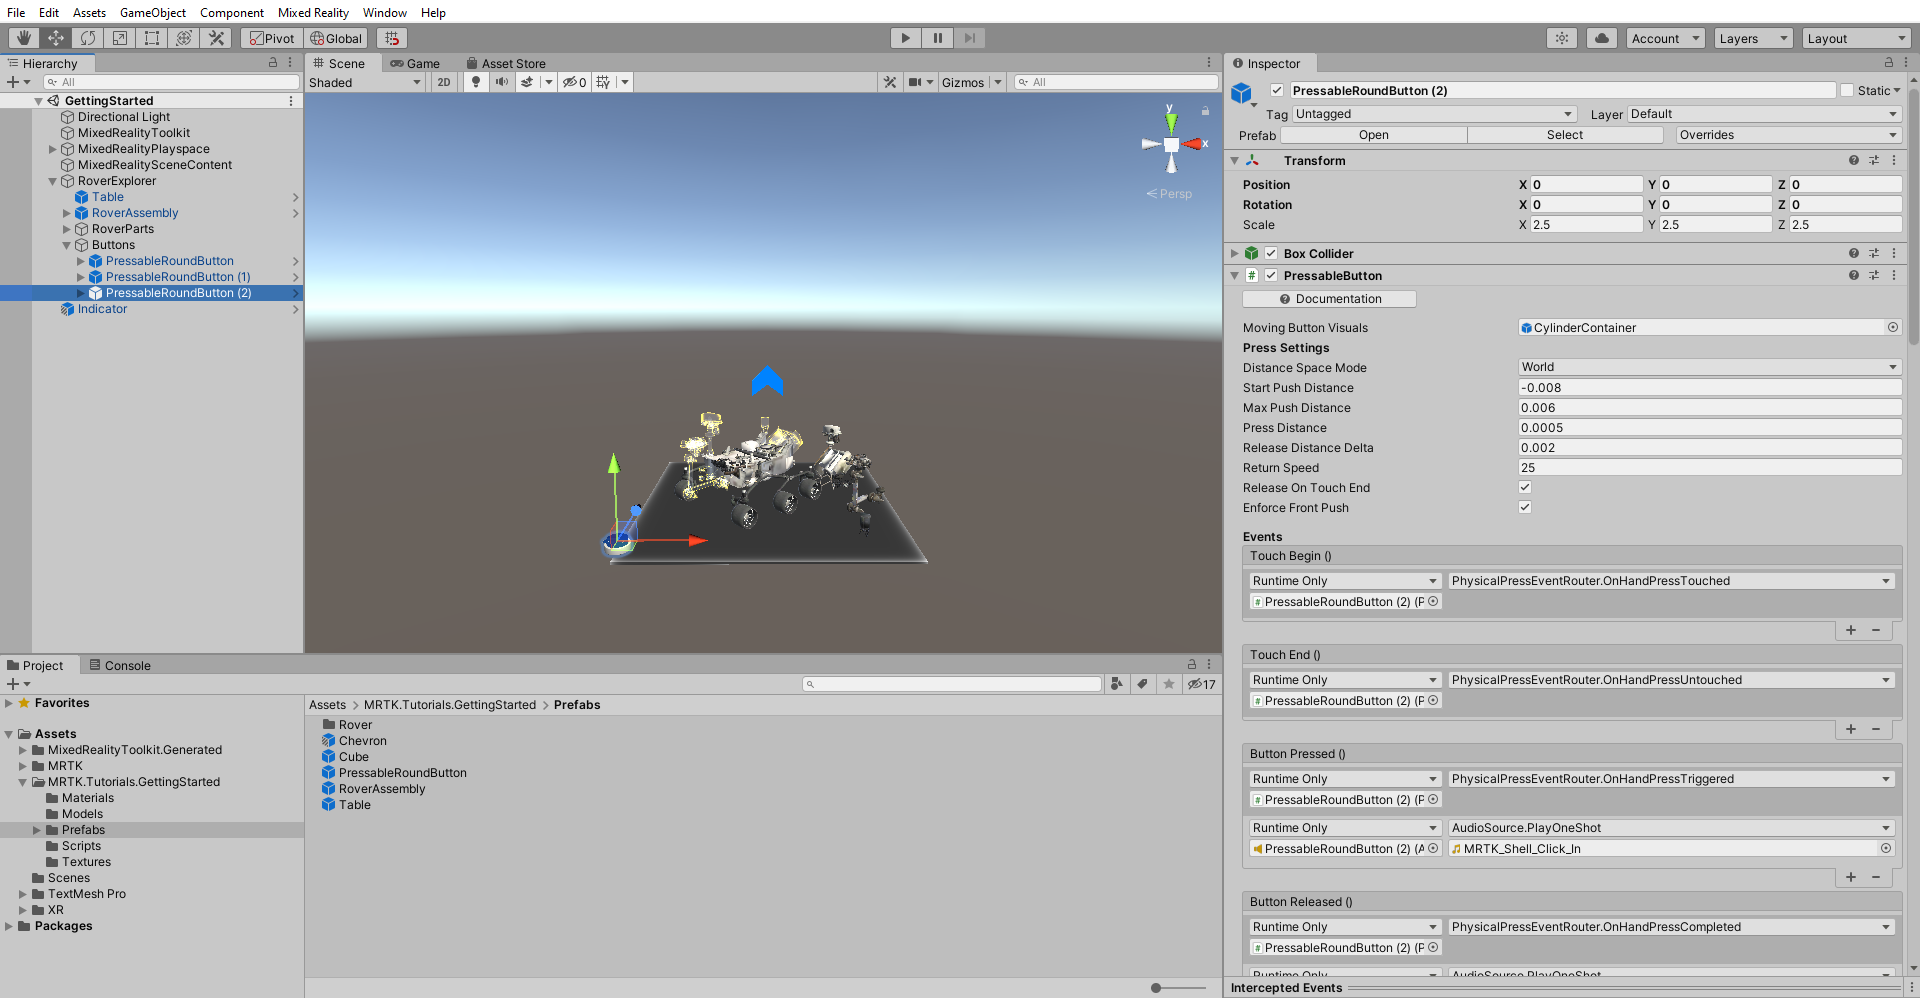 File Edit Assets GameObject Component Mixed Reality Window Help
Pivot Global Account Layers Layout
Hierarchy
All
GettingStarted
Directional Light
MixedRealityToolkit
MixedRealityPlayspace
MixedRealitySceneContent
RoverExplorer
Table
RoverAssembly
RoverParts
Buttons
PressableRoundButton
PressableRoundButton (1)
PressableRoundButton (2)
Indicator
Scene Game Asset Store
Shaded 2D 0 Gizmos All
y
x
Persp
Project Console
17
Favorites
Assets
MixedRealityToolkit.Generated
MRTK
MRTK.Tutorials.GettingStarted
Materials
Models
Prefabs
Scripts
Textures
Scenes
TextMesh Pro
XR
Packages
Assets > MRTK.Tutorials.GettingStarted > Prefabs
Rover
Chevron
Cube
PressableRoundButton
RoverAssembly
Table
Inspector
PressableRoundButton (2) Static
Tag Untagged Layer Default
Prefab Open Select Overrides
Transform
Position X 0 Y 0 Z 0
Rotation X 0 Y 0 Z 0
Scale X 2.5 Y 2.5 Z 2.5
Box Collider
# PressableButton
Documentation
Moving Button Visuals CylinderContainer
Press Settings
Distance Space Mode World
Start Push Distance -0.008
Max Push Distance 0.006
Press Distance 0.0005
Release Distance Delta 0.002
Return Speed 25
Release On Touch End
Enforce Front Push
Events
Touch Begin ()
Runtime Only PhysicalPressEventRouter.OnHandPressTouched
# PressableRoundButton (2) (P
Touch End ()
Runtime Only PhysicalPressEventRouter.OnHandPressUntouched
# PressableRoundButton (2) (P
Button Pressed ()
Runtime Only PhysicalPressEventRouter.OnHandPressTriggered
# PressableRoundButton (2) (P
Runtime Only AudioSource.PlayOneShot
PressableRoundButton (2) (A MRTK_Shell_Click_In
Button Released ()
Runtime Only PhysicalPressEventRouter.OnHandPressCompleted
# PressableRoundButton (2) (P
Runtime Only AudioSource.PlayOneShot
Intercepted Events